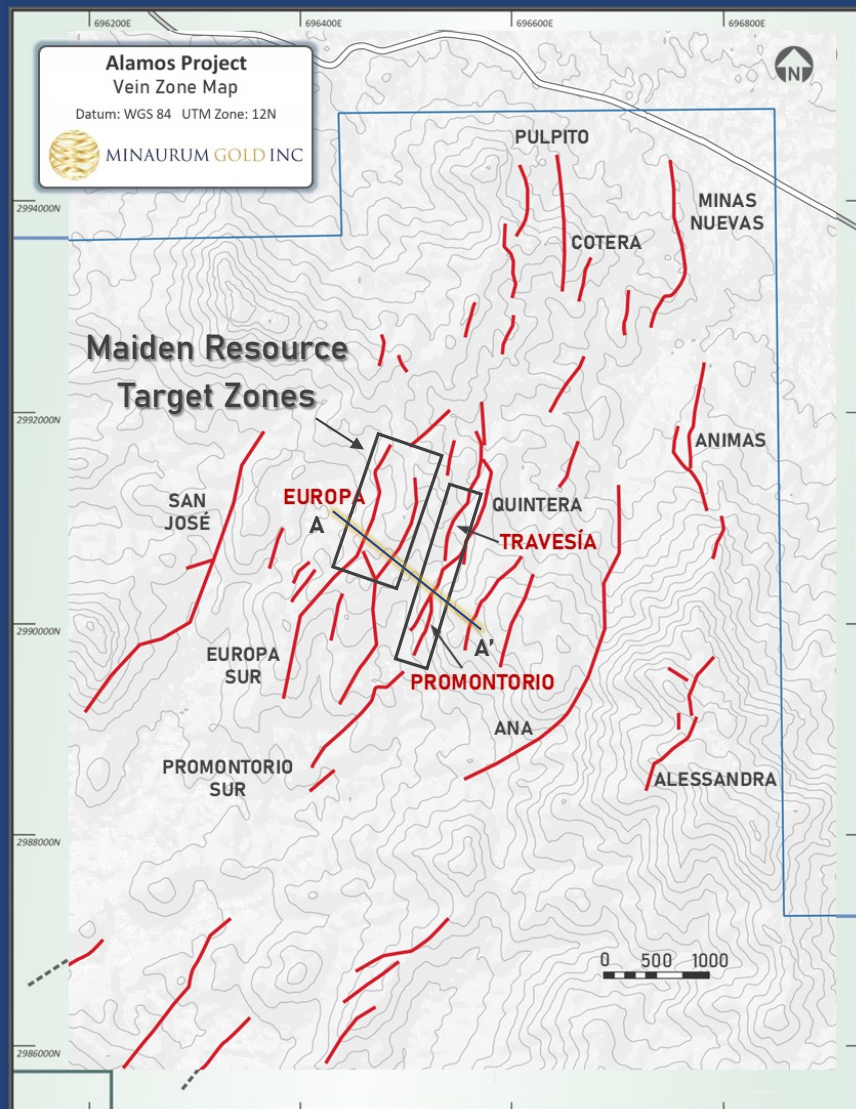 696200E
696400E
696600E
696800E
Alamos Project
Vein Zone Map
Datum: WGS 84 UTM Zone: 12N
MINAURUM GOLD INC
N
PULPITO
2994000N
MINAS
NUEVAS
COTERA
Maiden Resource
Target Zones
2992000N
ANIMAS
SAN
JOSÉ
EUROPA
QUINTERA
A
TRAVESÍA
2990000N
A'
EUROPA
SUR
PROMONTORIO
ANA
PROMONTORIO
SUR
ALESSANDRA
2988000N
0 500 1000
2986000N